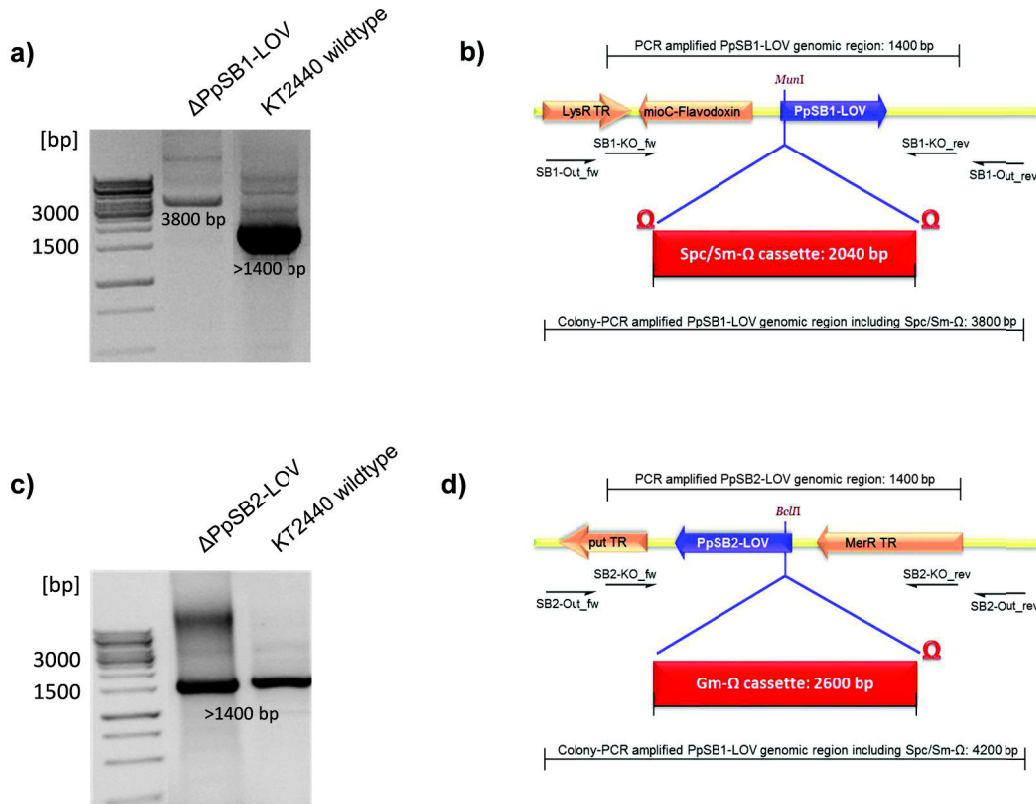 a)
ΔPpSB1-LOV
KT2440 wildtype
[bp]
3000
1500
3800 bp
>1400 bp
b)
PCR amplified PpSB1-LOV genomic region: 1400 bp
MunI
LysR TR
mioC-Flavodoxin
PpSB1-LOV
SB1-KO_fw
SB1-KO_rev
SB1-Out_fw
SB1-Out_rev
Ω
Ω
Spc/Sm-Ω cassette: 2040 bp
Colony-PCR amplified PpSB1-LOV genomic region including Spc/Sm-Ω: 3800 bp
c)
ΔPpSB2-LOV
KT2440 wildtype
[bp]
3000
1500
>1400 bp
d)
PCR amplified PpSB2-LOV genomic region: 1400 bp
BclI
put TR
PpSB2-LOV
MerR TR
SB2-KO_fw
SB2-KO_rev
SB2-Out_fw
SB2-Out_rev
Ω
Gm-Ω cassette: 2600 bp
Colony-PCR amplified PpSB1-LOV genomic region including Spc/Sm-Ω: 4200 bp